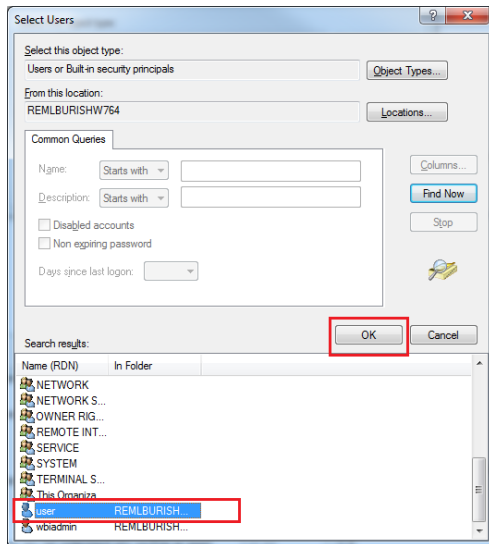 Select Users
Select this object type:
Users or Built-in security principals
Object Types...
From this location:
REMLBURISHW764
Locations...
Common Queries
Name: Starts with
Columns...
Description: Starts with
Find Now
Disabled accounts
Stop
Non expiring password
Days since last logon:
OK
Cancel
Search results:
Name (RDN) In Folder
NETWORK
NETWORK S...
OWNER RIG...
REMOTE INT...
SERVICE
SYSTEM
TERMINAL S...
This Organiza...
user REMLBURISH...
wbiadmin REMLBURISH...